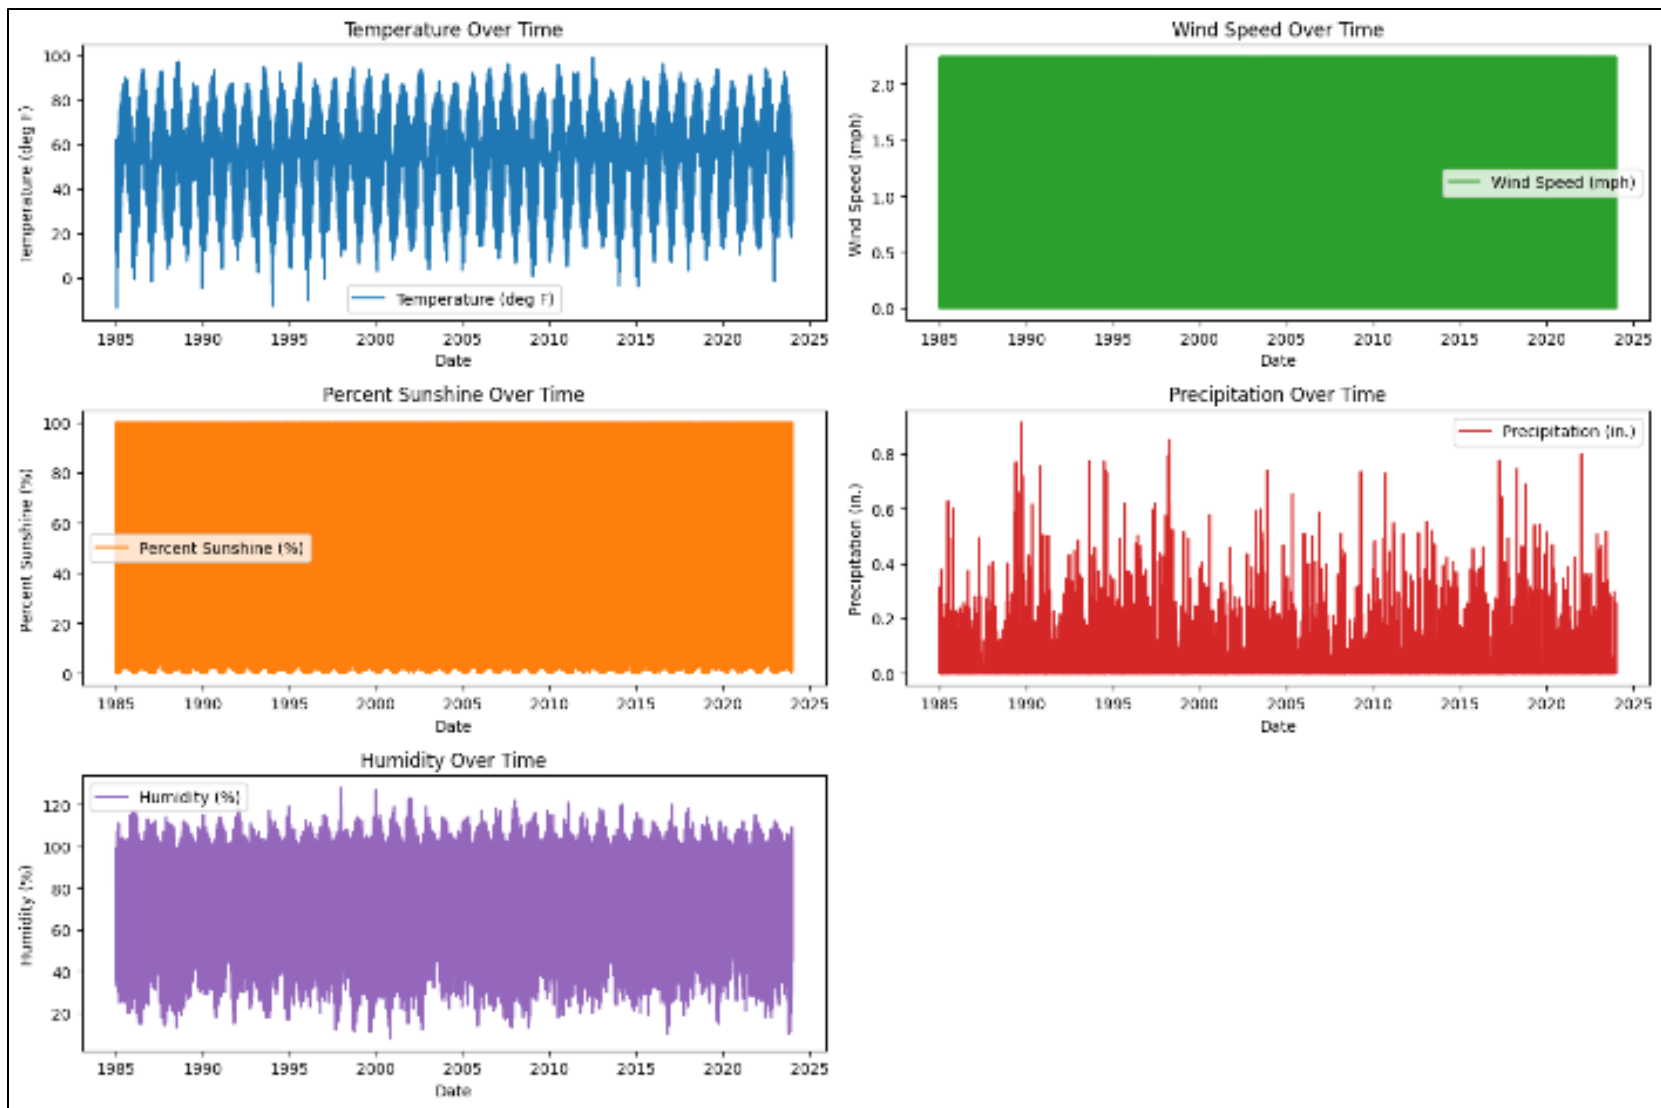 Temperature Over Time
Temperature (deg F)
100
80
60
40
20
0
Temperature (deg F)
1985 1990 1995 2000 2005 2010 2015 2020 2025
Date
Wind Speed Over Time
Wind Speed (mph)
2.0
1.5
1.0
0.5
0.0
Wind Speed (mph)
1985 1990 1995 2000 2005 2010 2015 2020 2025
Date
Percent Sunshine Over Time
Percent Sunshine (%)
100
80
60
40
20
0
Percent Sunshine (%)
1985 1990 1995 2000 2005 2010 2015 2020 2025
Date
Precipitation Over Time
Precipitation (in.)
0.8
0.6
0.4
0.2
0.0
Precipitation (in.)
1985 1990 1995 2000 2005 2010 2015 2020 2025
Date
Humidity Over Time
Humidity (%)
120
100
80
60
40
20
Humidity (%)
1985 1990 1995 2000 2005 2010 2015 2020 2025
Date